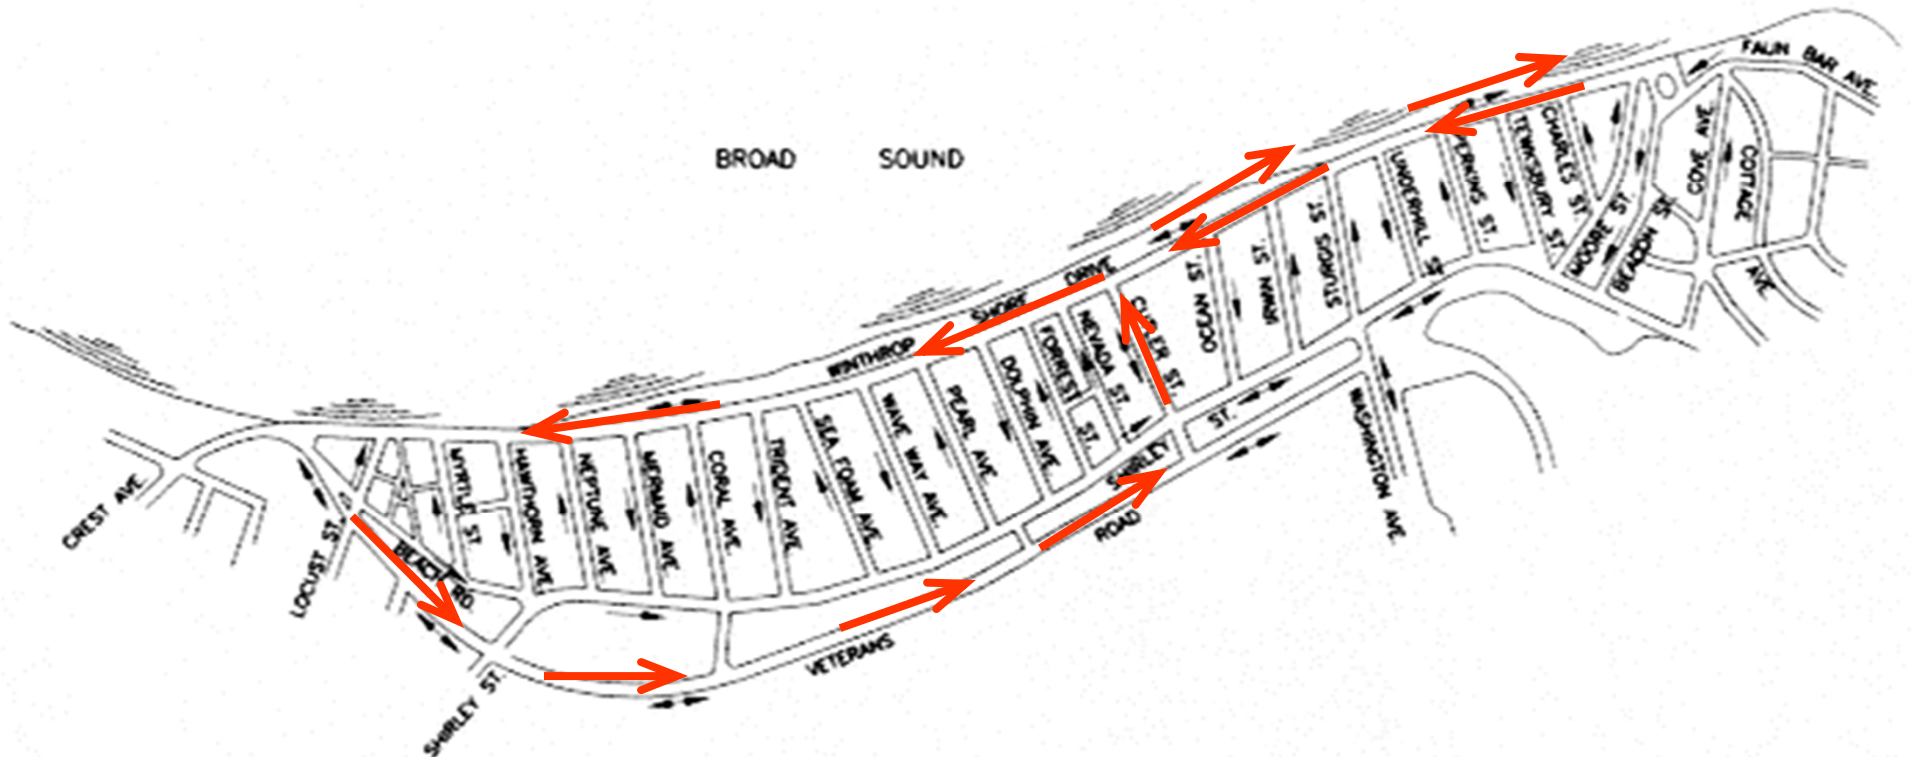 BROAD SOUND
FAUN BAR AVE.
WINTHROP SHORE DRIVE
CREST AVE.
LOCUST ST.
BEACH RD.
SHIRLEY ST.
MYRTLE ST.
HAWTHORN AVE.
NEPTUNE AVE.
MERMAID AVE.
CORAL AVE.
TRIDENT AVE.
SEA FOAM AVE.
WAVE WAY AVE.
PEARL AVE.
DOLPHIN AVE.
FORREST ST.
NEVADA ST.
CUTLER ST.
OCEAN ST.
IRWIN ST.
STURGIS ST.
UNDERHILL ST.
PERKINS ST.
TEWKSBURY ST.
CHARLES ST.
MOORE ST.
BEACON ST.
COVE AVE.
COTTAGE
AVE.
SHIRLEY ST.
VETERANS ROAD
WASHINGTON AVE.